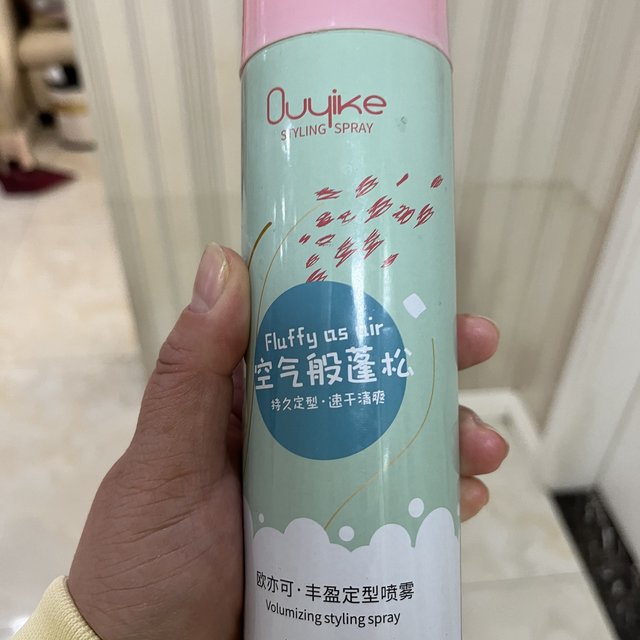 Ouyike
STYLING SPRAY
Fluffy as air
空气般蓬松
持久定型·速干清爽
欧亦可·丰盈定型喷雾
Volumizing styling spray